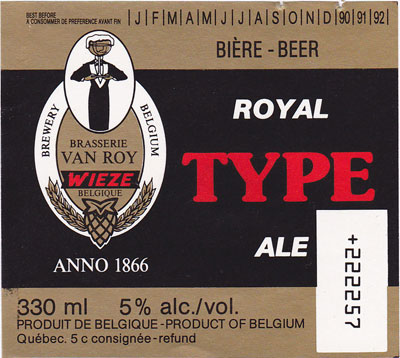 BEST BEFORE
A CONSOMMER DE PREFERENCE AVANT FIN
|J|F|M|A|M|J|J|A|S|O|N|D|90|91|92|
BIÈRE - BEER
BREWERY
BELGIUM
BRASSERIE
VAN ROY
WIEZE
BELGIQUE
ANNO 1866
ROYAL
TYPE
ALE
+222257
330 ml 5% alc./vol.
PRODUIT DE BELGIQUE - PRODUCT OF BELGIUM
Québec. 5 c consignée - refund